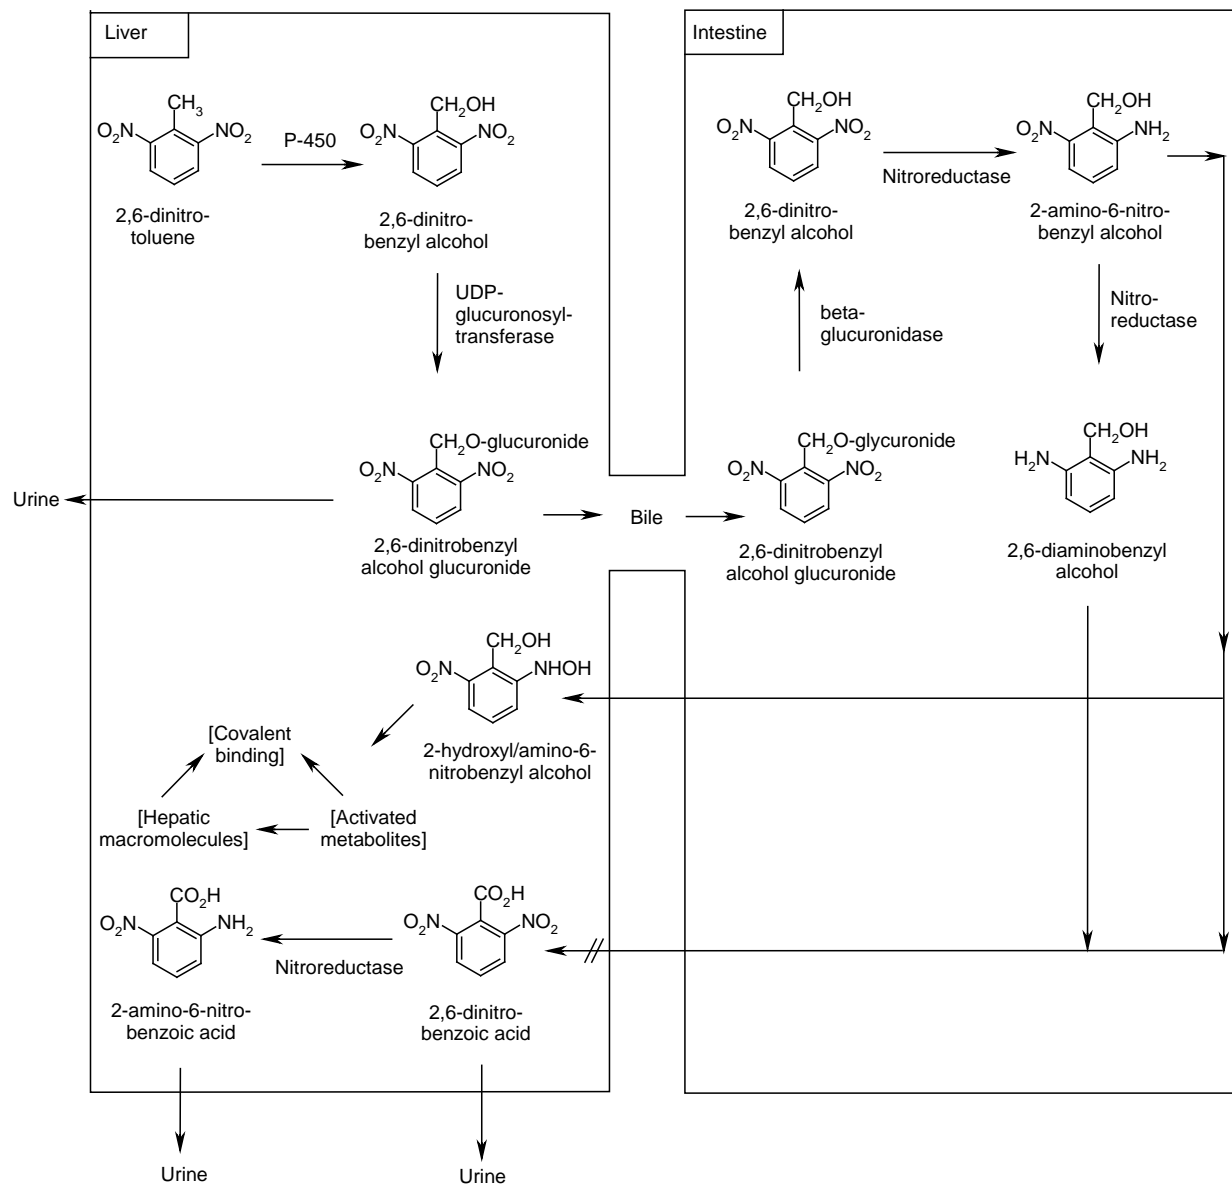 Liver
Intestine
CH3
O2N
NO2
P-450
CH2OH
O2N
NO2
2,6-dinitro-
toluene
2,6-dinitro-
benzyl alcohol
UDP-
glucuronosyl-
transferase
CH2O-glucuronide
O2N
NO2
2,6-dinitrobenzyl
alcohol glucuronide
Urine
Bile
CH2OH
O2N
NO2
2,6-dinitro-
benzyl alcohol
Nitroreductase
CH2OH
O2N
NH2
2-amino-6-nitro-
benzyl alcohol
beta-
glucuronidase
Nitro-
reductase
CH2O-glycuronide
O2N
NO2
2,6-dinitrobenzyl
alcohol glucuronide
CH2OH
H2N
NH2
2,6-diaminobenzyl
alcohol
CH2OH
O2N
NHOH
2-hydroxyl/amino-6-
nitrobenzyl alcohol
[Covalent
binding]
[Hepatic
macromolecules]
[Activated
metabolites]
CO2H
O2N
NH2
2-amino-6-nitro-
benzoic acid
Nitroreductase
CO2H
O2N
NO2
2,6-dinitro-
benzoic acid
Urine
Urine